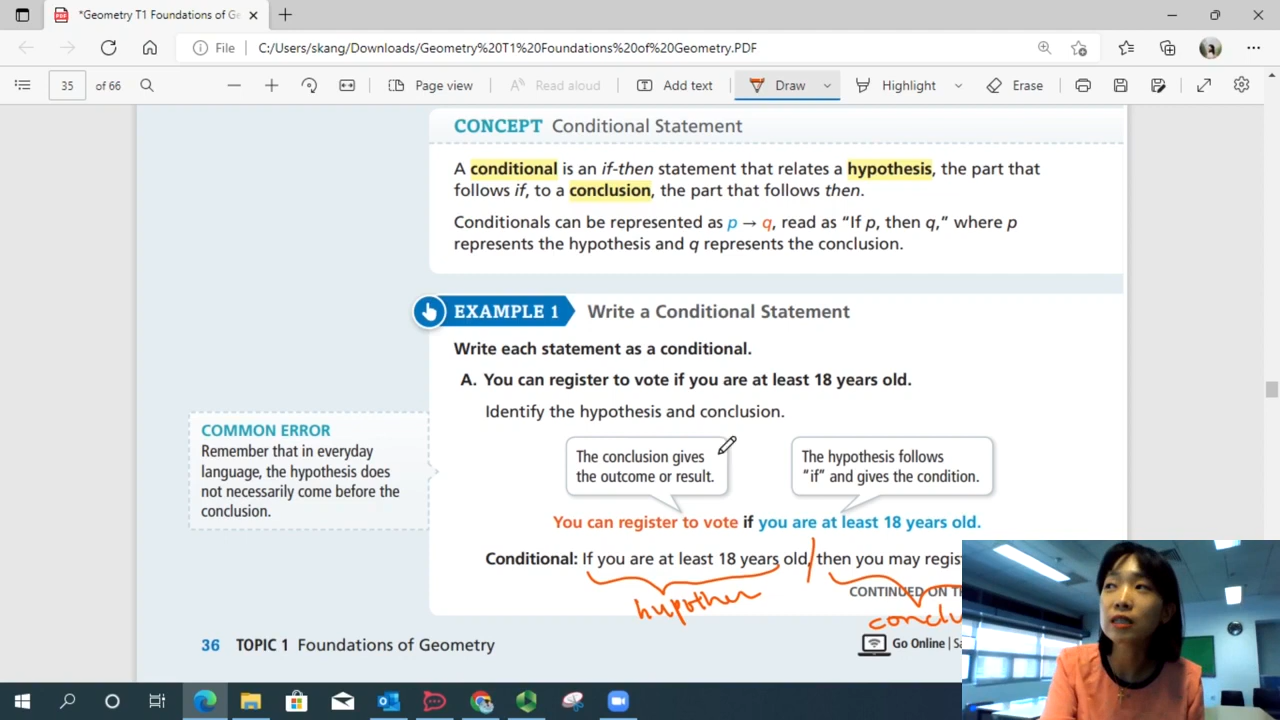 *Geometry T1 Foundations of Ge
File
C:/Users/skang/Downloads/Geometry%20T1%20Foundations%20of%20Geometry.PDF
35
of 66
Page view
Read aloud
Add text
Draw
Highlight
Erase
CONCEPT Conditional Statement
A conditional is an if-then statement that relates a hypothesis, the part that
follows if, to a conclusion, the part that follows then.
Conditionals can be represented as p → q, read as “If p, then q,“ where p
represents the hypothesis and q represents the conclusion.
EXAMPLE 1 Write a Conditional Statement
Write each statement as a conditional.
A. You can register to vote if you are at least 18 years old.
Identify the hypothesis and conclusion.
COMMON ERROR
Remember that in everyday
language, the hypothesis does
not necessarily come before the
conclusion.
The conclusion gives
the outcome or result.
The hypothesis follows
“if” and gives the condition.
You can register to vote if you are at least 18 years old.
Conditional: If you are at least 18 years old, then you may regis
hypothes
CONTINUED ON TH
conclu
36 TOPIC 1 Foundations of Geometry
Go Online | Sa